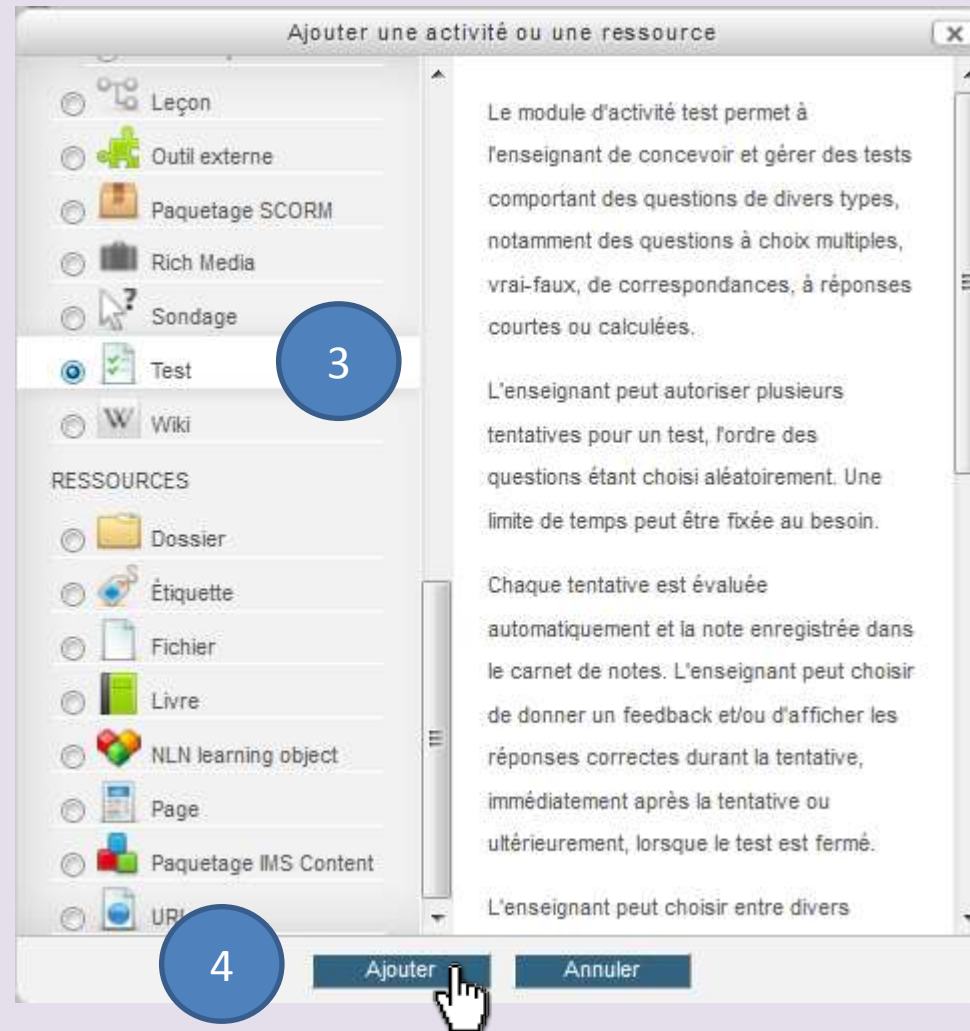 Ajouter une activité ou une ressource
Leçon
Outil externe
Paquetage SCORM
Rich Media
Sondage
Test
3
Wiki
RESSOURCES
Dossier
Étiquette
Fichier
Livre
NLN learning object
Page
Paquetage IMS Content
Le module d'activité test permet à
l'enseignant de concevoir et gérer des tests
comportant des questions de divers types,
notamment des questions à choix multiples,
vrai-faux, de correspondances, à réponses
courtes ou calculées.
L'enseignant peut autoriser plusieurs
tentatives pour un test, l'ordre des
questions étant choisi aléatoirement. Une
limite de temps peut être fixée au besoin.
Chaque tentative est évaluée
automatiquement et la note enregistrée dans
le carnet de notes. L'enseignant peut choisir
de donner un feedback et/ou d'afficher les
réponses correctes durant la tentative,
immédiatement après la tentative ou
ultérieurement, lorsque le test est fermé.
L'enseignant peut choisir entre divers
4
Ajouter
Annuler